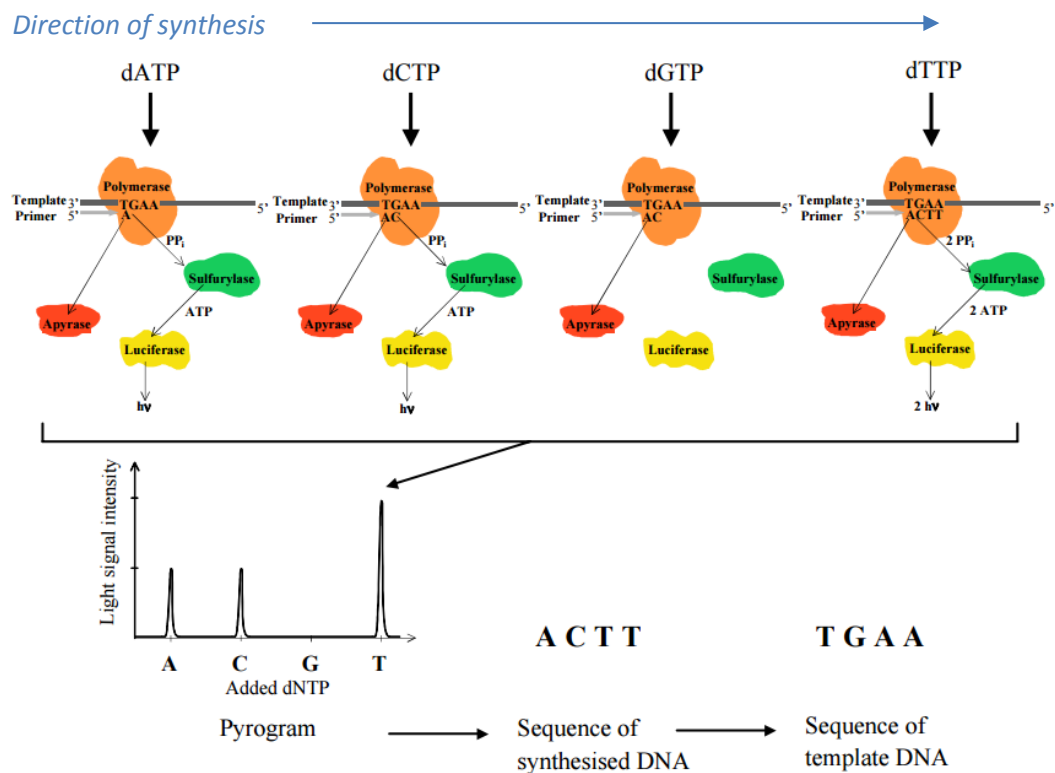 Direction of synthesis
dATP
dCTP
dGTP
dTTP
Polymerase
Template 3’ TGAA 5’
Primer 5’ A
PPi
Sulfurylase
ATP
Apyrase
Luciferase
hν
Polymerase
Template 3’ TGAA 5’
Primer 5’ AC
PPi
Sulfurylase
ATP
Apyrase
Luciferase
hν
Polymerase
Template 3’ TGAA 5’
Primer 5’ AC
Sulfurylase
Apyrase
Luciferase
Polymerase
Template 3’ TGAA 5’
Primer 5’ ACTT
2 PPi
Sulfurylase
2 ATP
Apyrase
Luciferase
2 hν
Light signal intensity
A C G T
Added dNTP
A C T T
T G A A
Pyrogram
Sequence of
synthesised DNA
Sequence of
template DNA